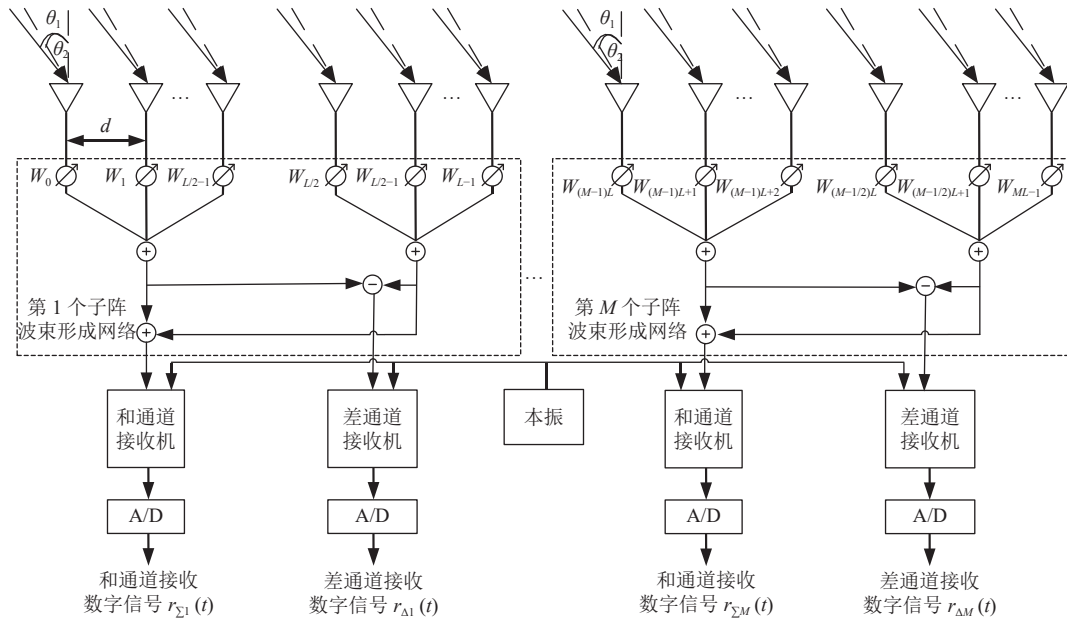 θ1 θ1
θ2 θ2
… … … …
d
W0 W1 WL/2−1 WL/2 WL/2−1 WL−1 W(M−1)L W(M−1)L+1 W(M−1)L+2 W(M−1/2)L W(M−1/2)L+1 WML−1
+ + + +
− −
…
第 1 个子阵 第 M 个子阵
波束形成网络 + 波束形成网络 +
和通道 差通道 本振 和通道 差通道
接收机 接收机 接收机 接收机
A/D A/D A/D A/D
和通道接收 差通道接收 和通道接收 差通道接收
数字信号 r∑1 (t) 数字信号 rΔ1 (t) 数字信号 r∑M (t) 数字信号 rΔM (t)